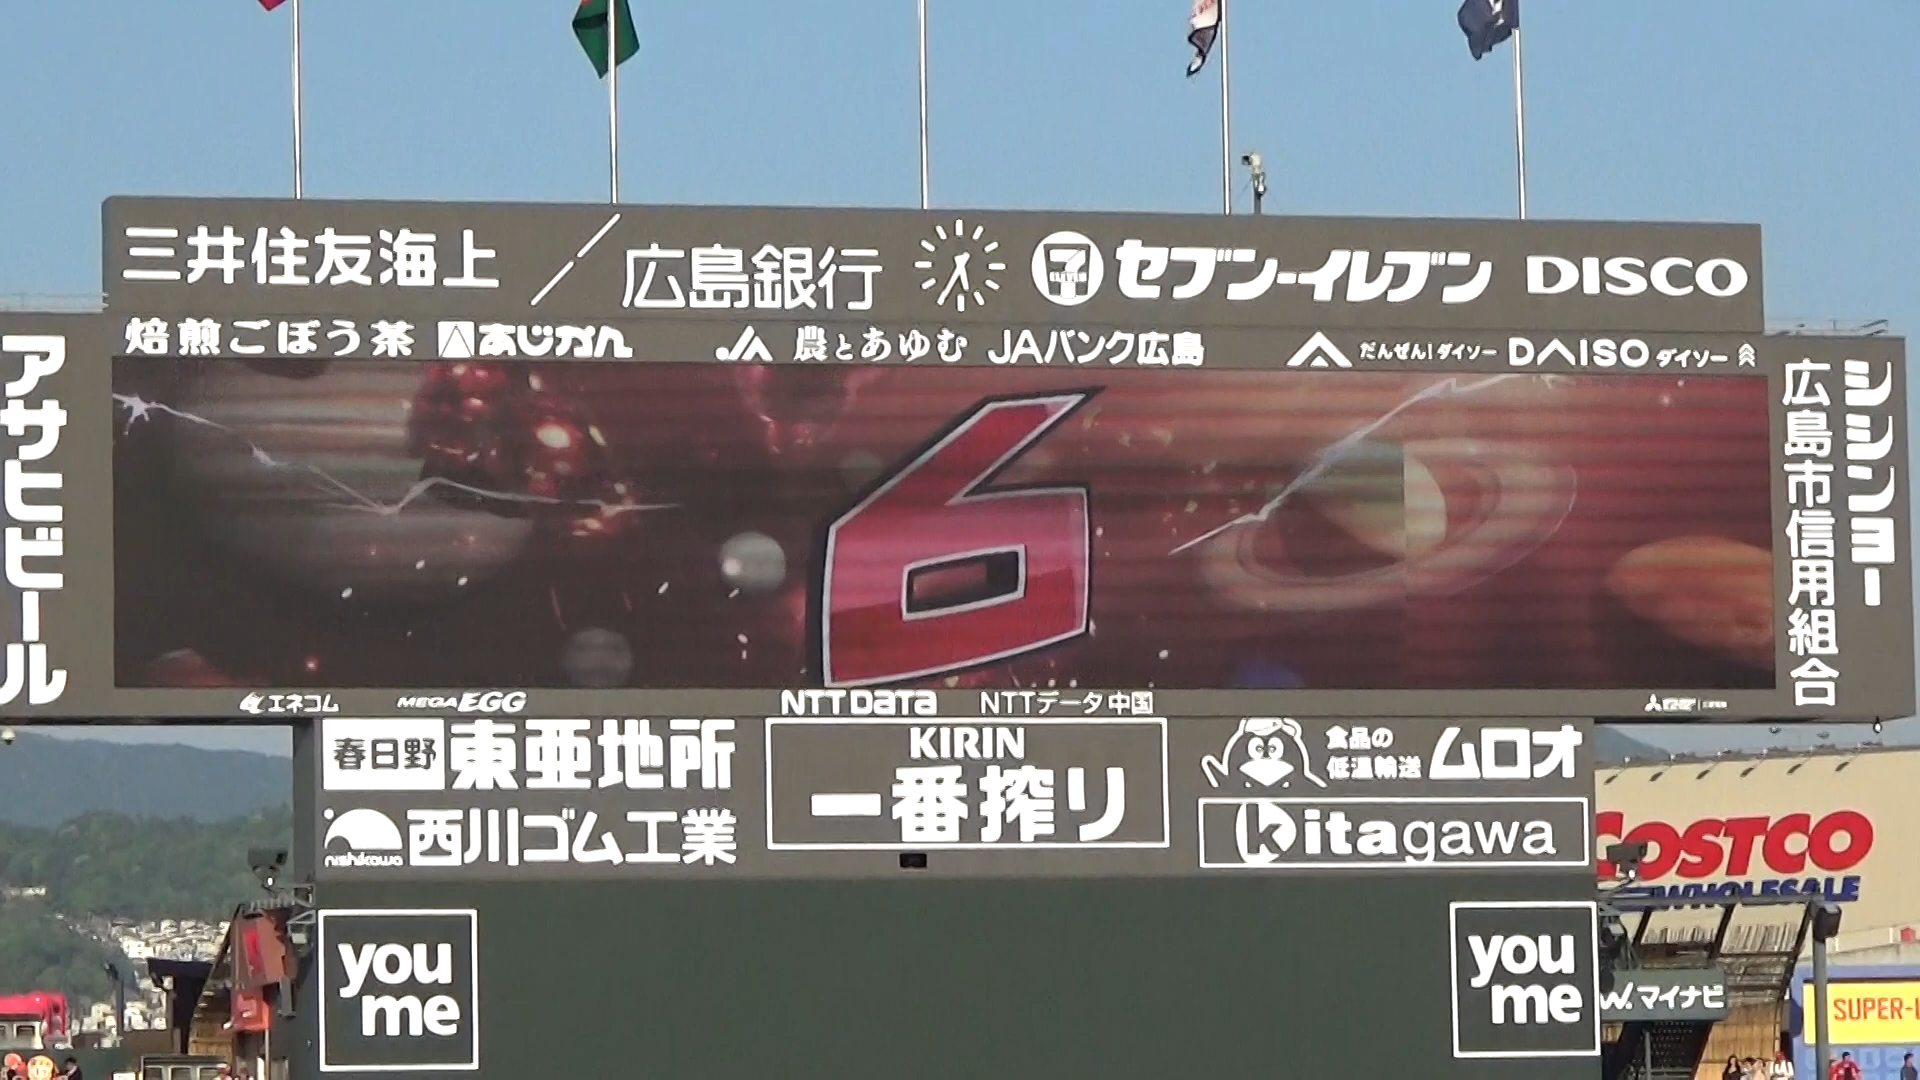 三井住友海上
広島銀行
7
ELEVEN
セブン-イレブン
DISCO
焙煎ごぼう茶
あじかん
JA
農とあゆむ
JAバンク広島
だんぜん!ダイソー
DAISO
ダイソー
アサヒビール
6
シシンヨー
広島市信用組合
エネコム
MEGA EGG
NTT DATA
NTTデータ中国
春日野
東亜地所
KIRIN
一番搾り
食品の
低温輸送
ムロオ
nishikawa
西川ゴム工業
Kitagawa
COSTCO
WHOLESALE
you
me
you
me
マイナビ
SUPER-